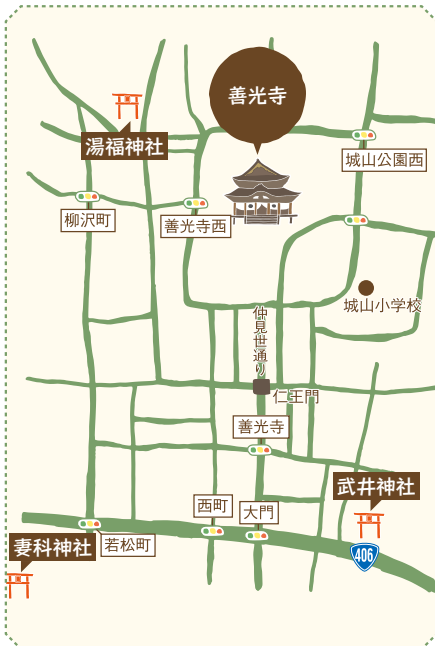 善光寺
湯福神社
城山公園西
柳沢町
善光寺西
城山小学校
仲見世通り
仁王門
善光寺
武井神社
西町
大門
妻科神社
若松町
406